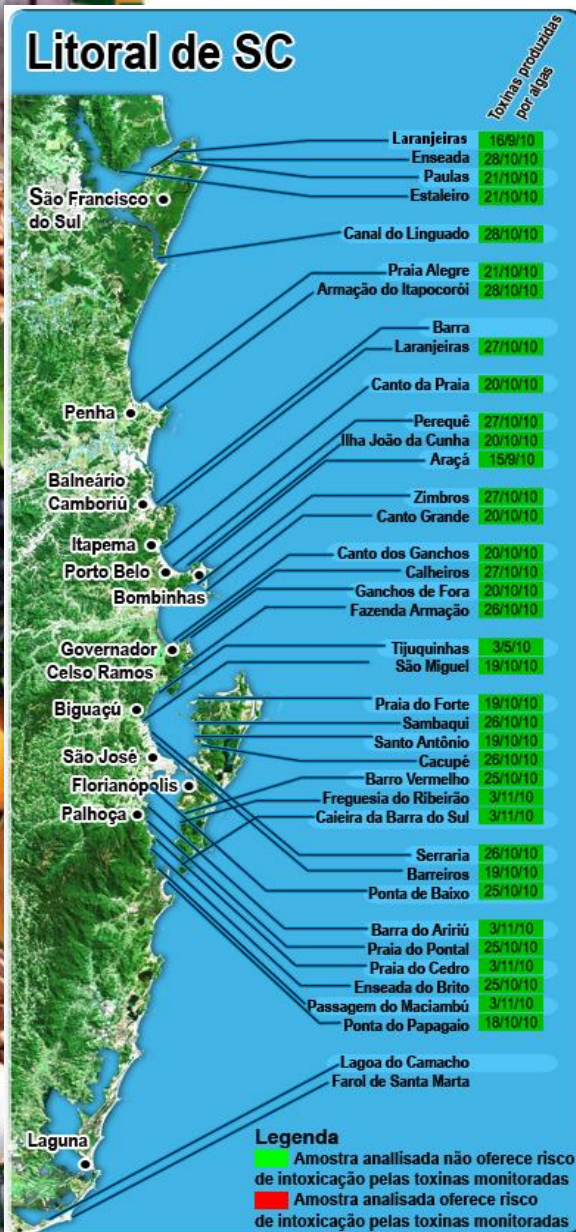 Litoral de SC
Toxinas produzidas
por algas
Laranjeiras 16/9/10
Enseada 28/10/10
Paulas 21/10/10
Estaleiro 21/10/10
São Francisco
do Sul
Canal do Linguado 28/10/10
Praia Alegre 21/10/10
Armação do Itapocorói 28/10/10
Barra
Laranjeiras 27/10/10
Canto da Praia 20/10/10
Penha
Perequê 27/10/10
Ilha João da Cunha 20/10/10
Araçá 15/9/10
Balneário
Camboriú
Zimbros 27/10/10
Canto Grande 20/10/10
Itapema
Porto Belo
Bombinhas
Canto dos Ganchos 20/10/10
Calheiros 27/10/10
Ganchos de Fora 20/10/10
Fazenda Armação 26/10/10
Governador
Celso Ramos
Tijuquinhas 3/5/10
São Miguel 19/10/10
Biguaçú
Praia do Forte 19/10/10
Sambaqui 26/10/10
Santo Antônio 19/10/10
Cacupé 26/10/10
São José
Florianópolis
Palhoça
Barro Vermelho 25/10/10
Freguesia do Ribeirão 3/11/10
Caieira da Barra do Sul 3/11/10
Serraria 26/10/10
Barreiros 19/10/10
Ponta de Baixo 25/10/10
Barra do Aririú 3/11/10
Praia do Pontal 25/10/10
Praia do Cedro 3/11/10
Enseada do Brito 25/10/10
Passagem do Maciambú 3/11/10
Ponta do Papagaio 18/10/10
Lagoa do Camacho
Farol de Santa Marta
Laguna
Legenda
Amostra anallisada não oferece risco
de intoxicação pelas toxinas monitoradas
Amostra analisada oferece risco
de intoxicação pelas toxinas monitoradas